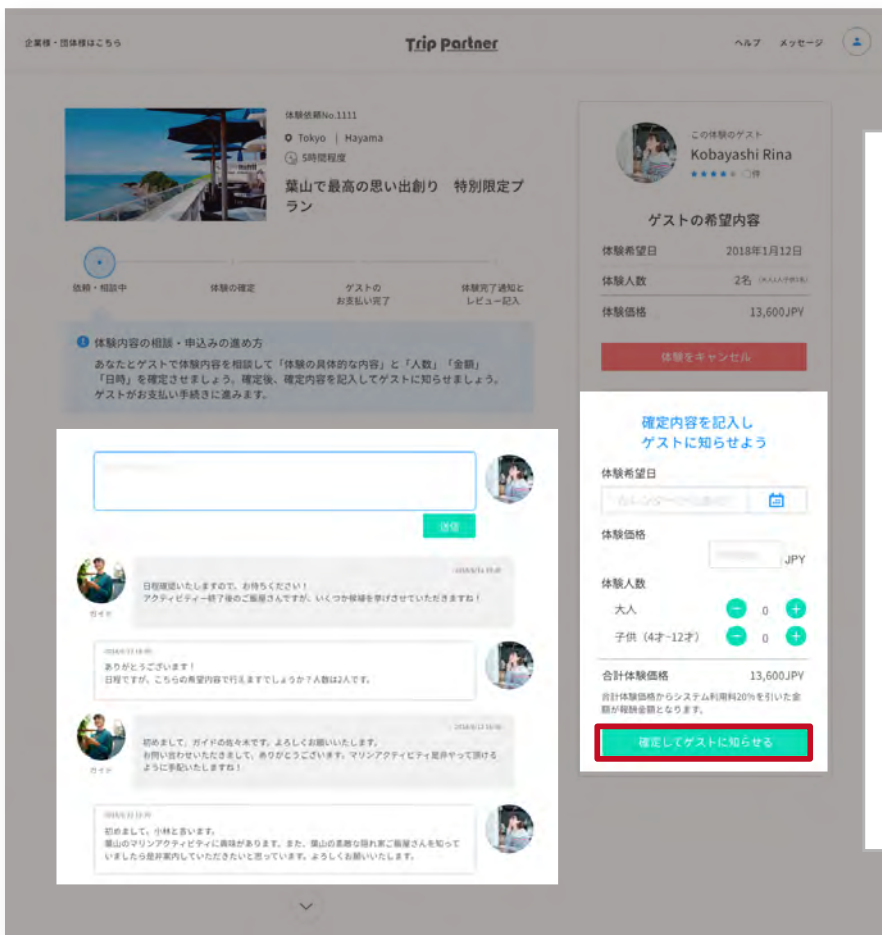 企業様・団体様はこちら
Trip Partner
ヘルプ メッセージ
体験依頼No.1111
Tokyo | Hayama
5時間程度
葉山で最高の思い出創り 特別限定プ
ラン
依頼・相談中
体験の確定
ゲストの
お支払い完了
体験完了通知と
レビュー記入
体験内容の相談・申込みの進め方
あなたとゲストで体験内容を相談して「体験の具体的な内容」と「人数」「金額」
「日時」を確定させましょう。確定後、確定内容を記入してゲストに知らせましょう。
ゲストがお支払い手続きに進みます。
送信
日程確認いたしますので、お待ちください！
アクティビティー終了後のご飯屋さんですが、いくつか候補を挙げさせていただきますね！
ガイド
ありがとうございます！
日程ですが、こちらの希望内容で行えますでしょうか？人数は2人です。
初めまして、ガイドの佐々木です。よろしくお願いいたします。
お問い合わせいただきまして、ありがとうございます。マリンアクティビティ是非やって頂ける
ように手配いたしますね！
ガイド
初めまして。小林と言います。
葉山のマリンアクティビティに興味があります。また、葉山の素敵な隠れ家ご飯屋さんを知って
いましたら是非案内していただきたいと思っています。よろしくお願いいたします。
この体験のゲスト
Kobayashi Rina
件
ゲストの希望内容
体験希望日 2018年1月12日
体験人数 2名
体験価格 13,600JPY
体験をキャンセル
確定内容を記入し
ゲストに知らせよう
体験希望日
体験価格
JPY
体験人数
大人 0
子供（4才-12才） 0
合計体験価格 13,600JPY
合計体験価格からシステム利用料20%を引いた金
額が報酬金額となります。
確定してゲストに知らせる